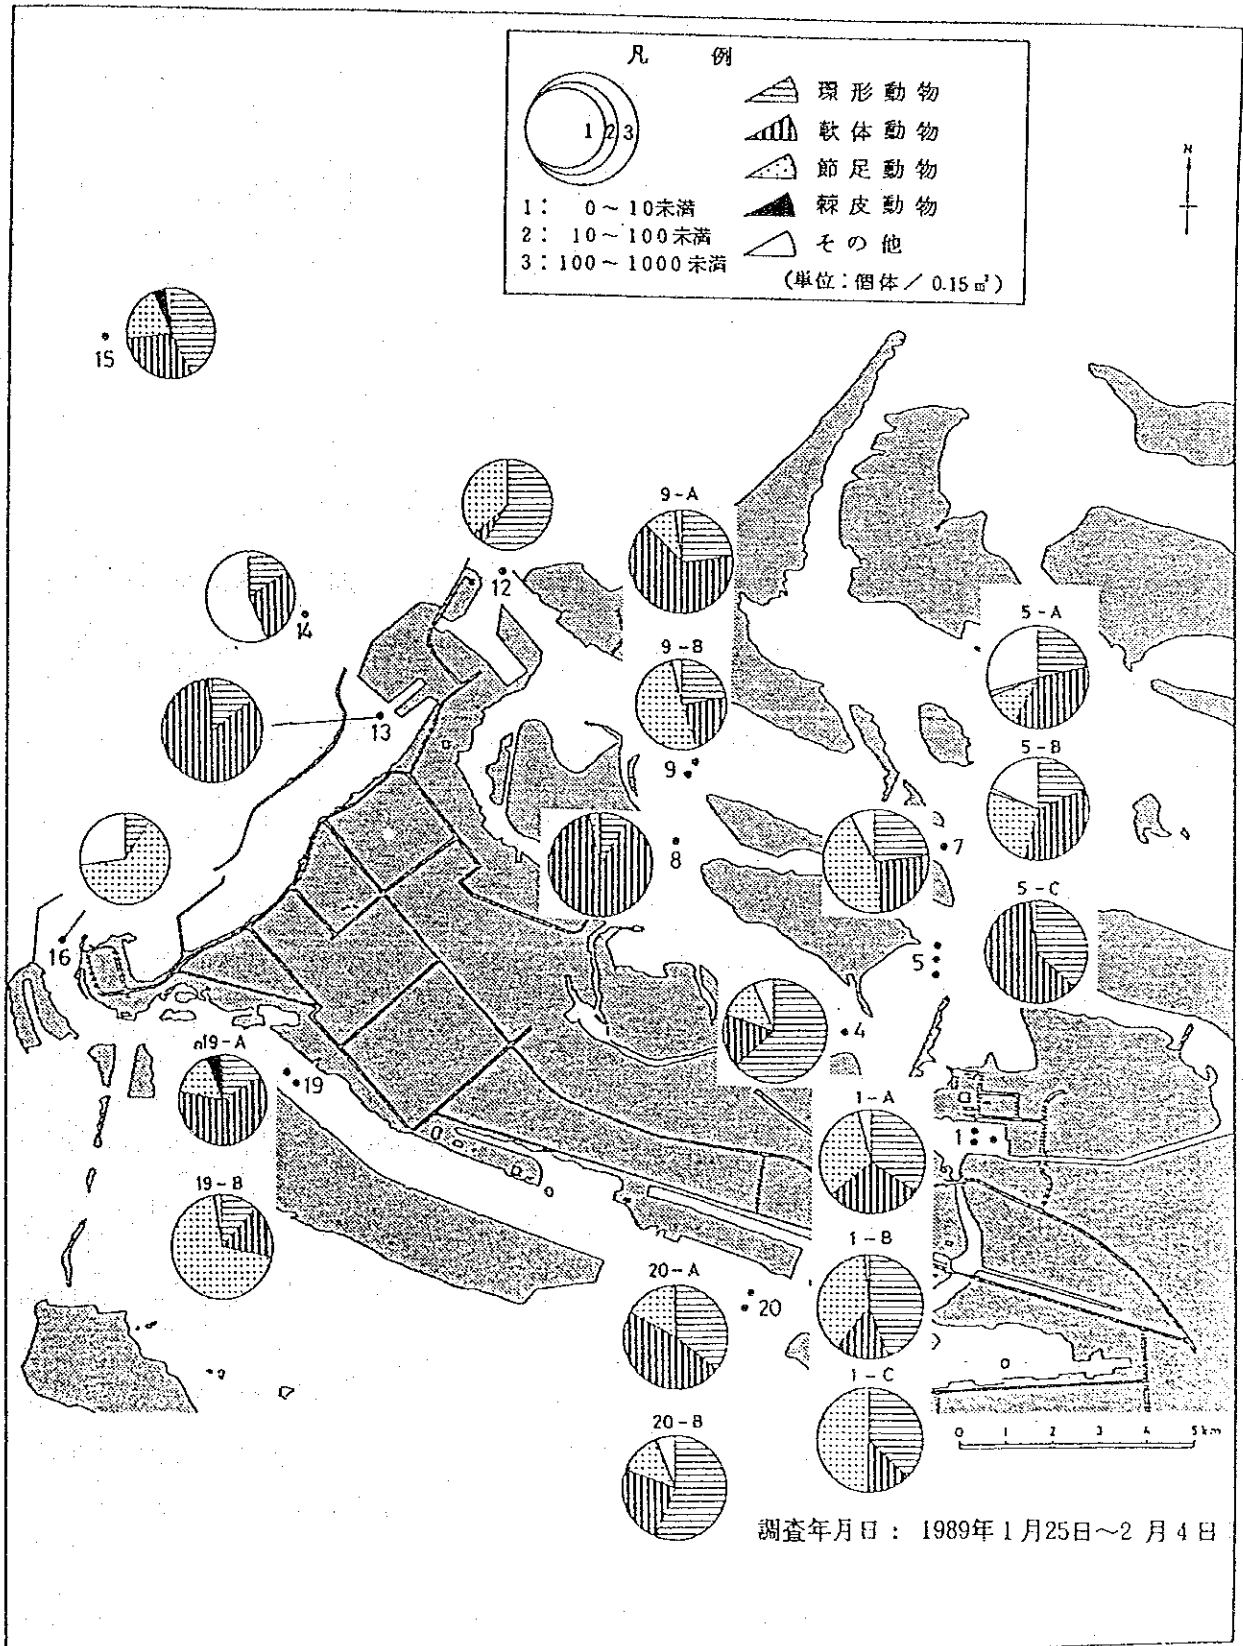 凡 例
1 2 3
環形動物
軟体動物
節足動物
棘皮動物
その他
1： 0～10未満
2： 10～100未満
3：100～1000未満
(単位：個体／0.15㎡)
N
15
12
9-A
14
5-A
9-B
13
9
5-B
8
7
5-C
16
5
4
19-A
19
1-A
1
19-B
1-B
20-A
20
1-C
20-B
0 1 2 3 4 5km
調査年月日： 1989年1月25日～2月4日